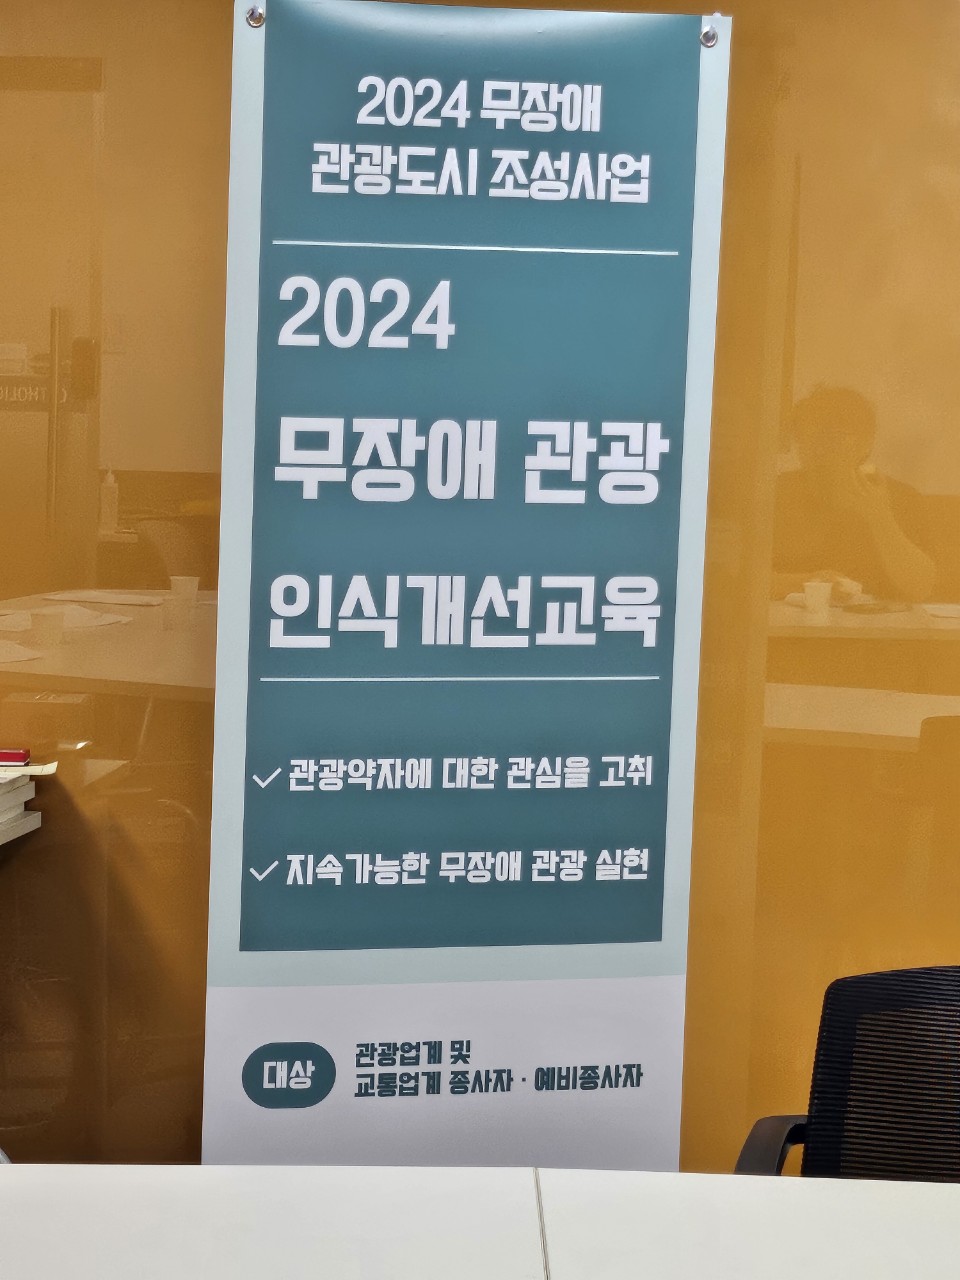 2024 무장애
관광도시 조성사업
2024
무장애 관광
인식개선교육
관광약자에 대한 관심을 고취
지속가능한 무장애 관광 실현
대상
관광업계 및
교통업계 종사자 · 예비종사자